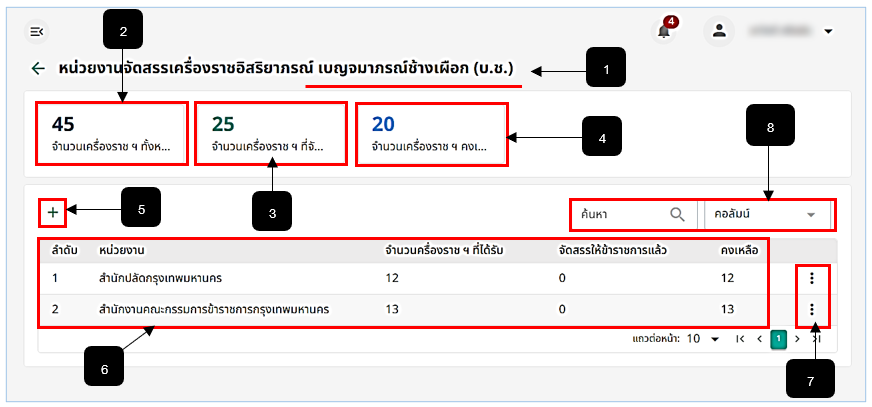 2
4
หน่วยงานจัดสรรเครื่องราชอิสริยาภรณ์ เบญจมาภรณ์ช้างเผือก (บ.ช.)
1
45
25
20
จำนวนเครื่องราช ฯ ทั้งห...
จำนวนเครื่องราช ฯ ที่จั...
จำนวนเครื่องราช ฯ คงเ...
4
8
5
3
ค้นหา
คอลัมน์
ลำดับ หน่วยงาน จำนวนเครื่องราช ฯ ที่ได้รับ จัดสรรให้ข้าราชการแล้ว คงเหลือ
1 สำนักปลัดกรุงเทพมหานคร 12 0 12
2 สำนักงานคณะกรรมการข้าราชการกรุงเทพมหานคร 13 0 13
แถวต่อหน้า: 10 1
6
7